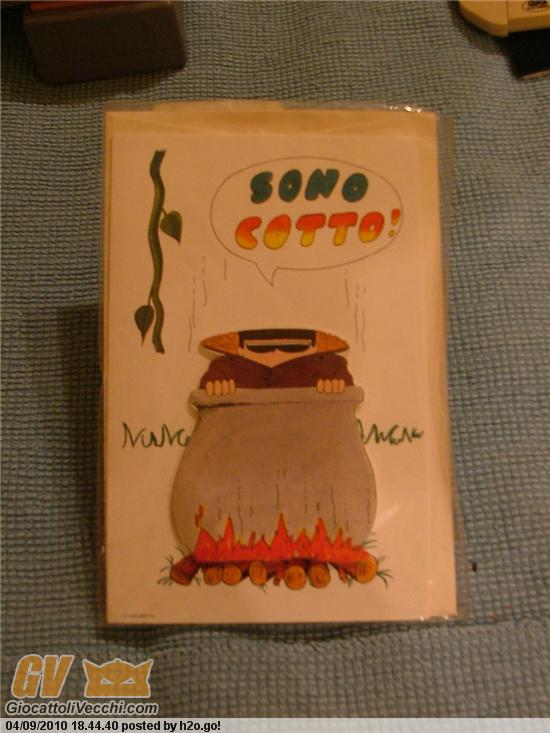 SONO
COTTO!
GV
GiocattoliVecchi.com
04/09/2010 18.44.40 posted by h2o.go!